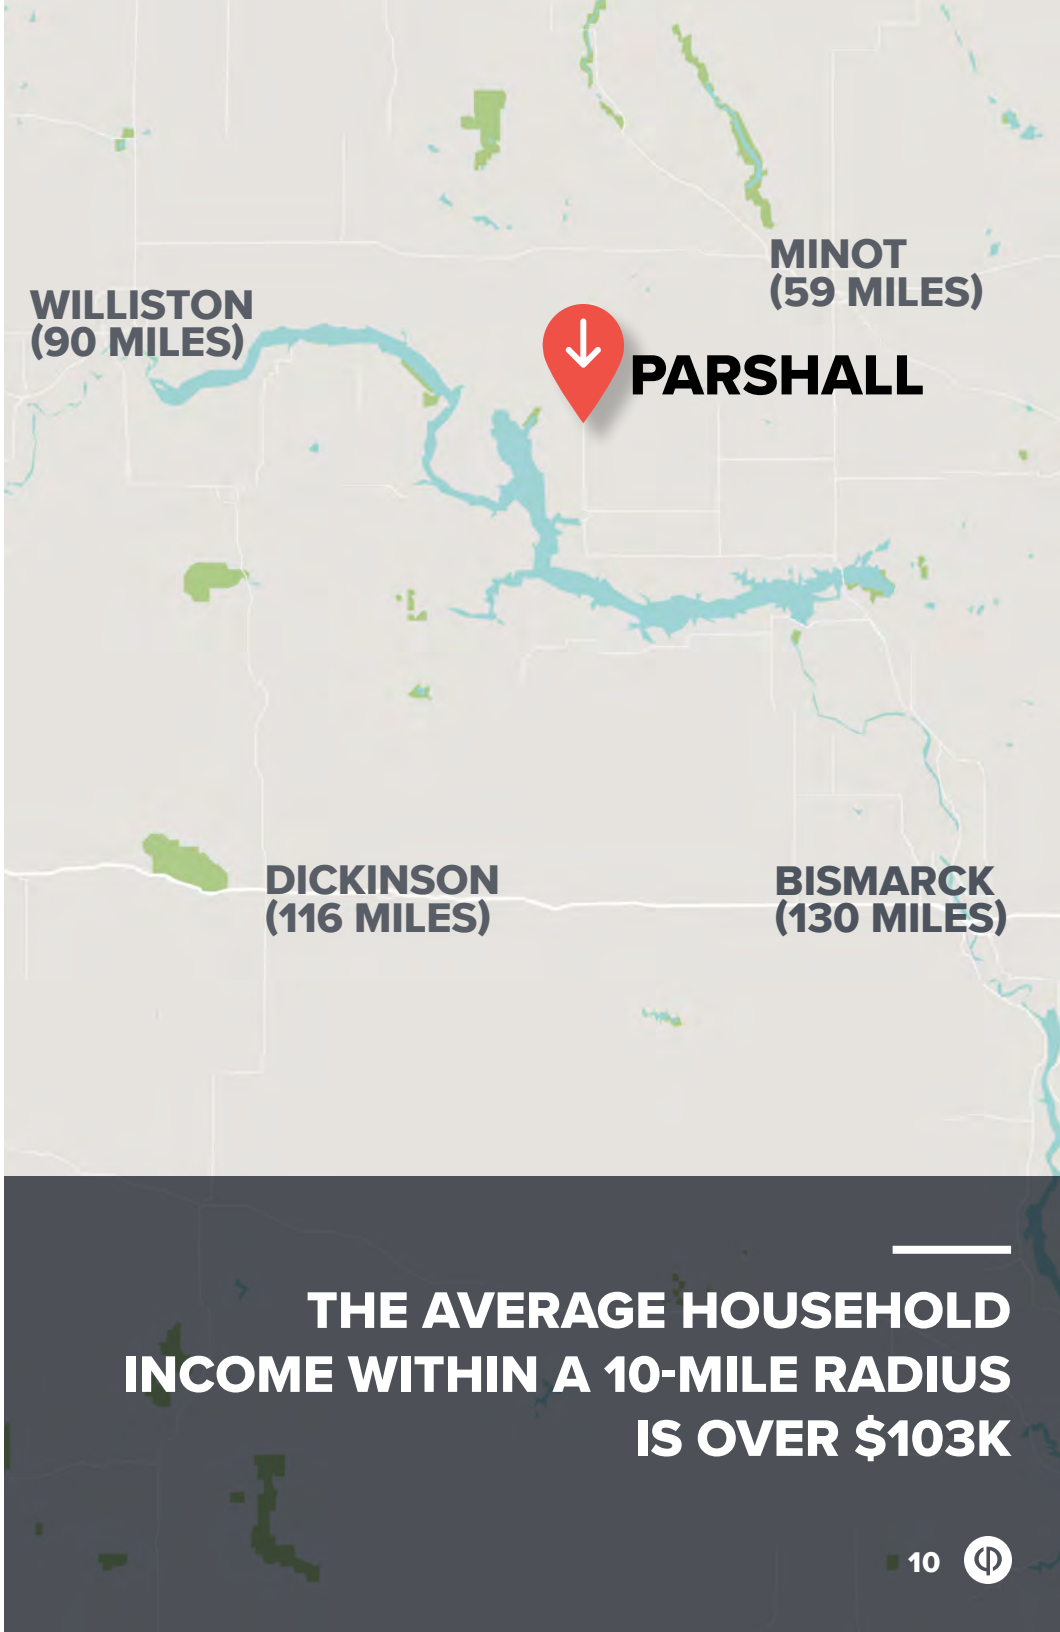 MINOT
(59 MILES)
WILLISTON
(90 MILES)
PARSHALL
DICKINSON
(116 MILES)
BISMARCK
(130 MILES)
THE AVERAGE HOUSEHOLD
INCOME WITHIN A 10-MILE RADIUS
IS OVER $103K
10